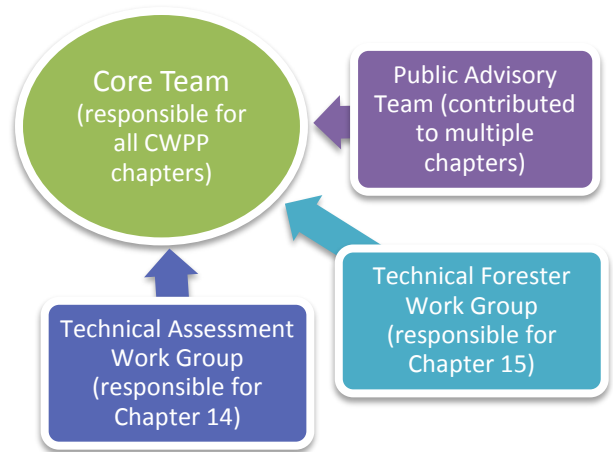 Core Team
(responsible for
all CWPP
chapters)
Public Advisory
Team (contributed
to multiple
chapters)
Technical Forester
Work Group
(responsible for
Chapter 15)
Technical Assessment
Work Group
(responsible for
Chapter 14)